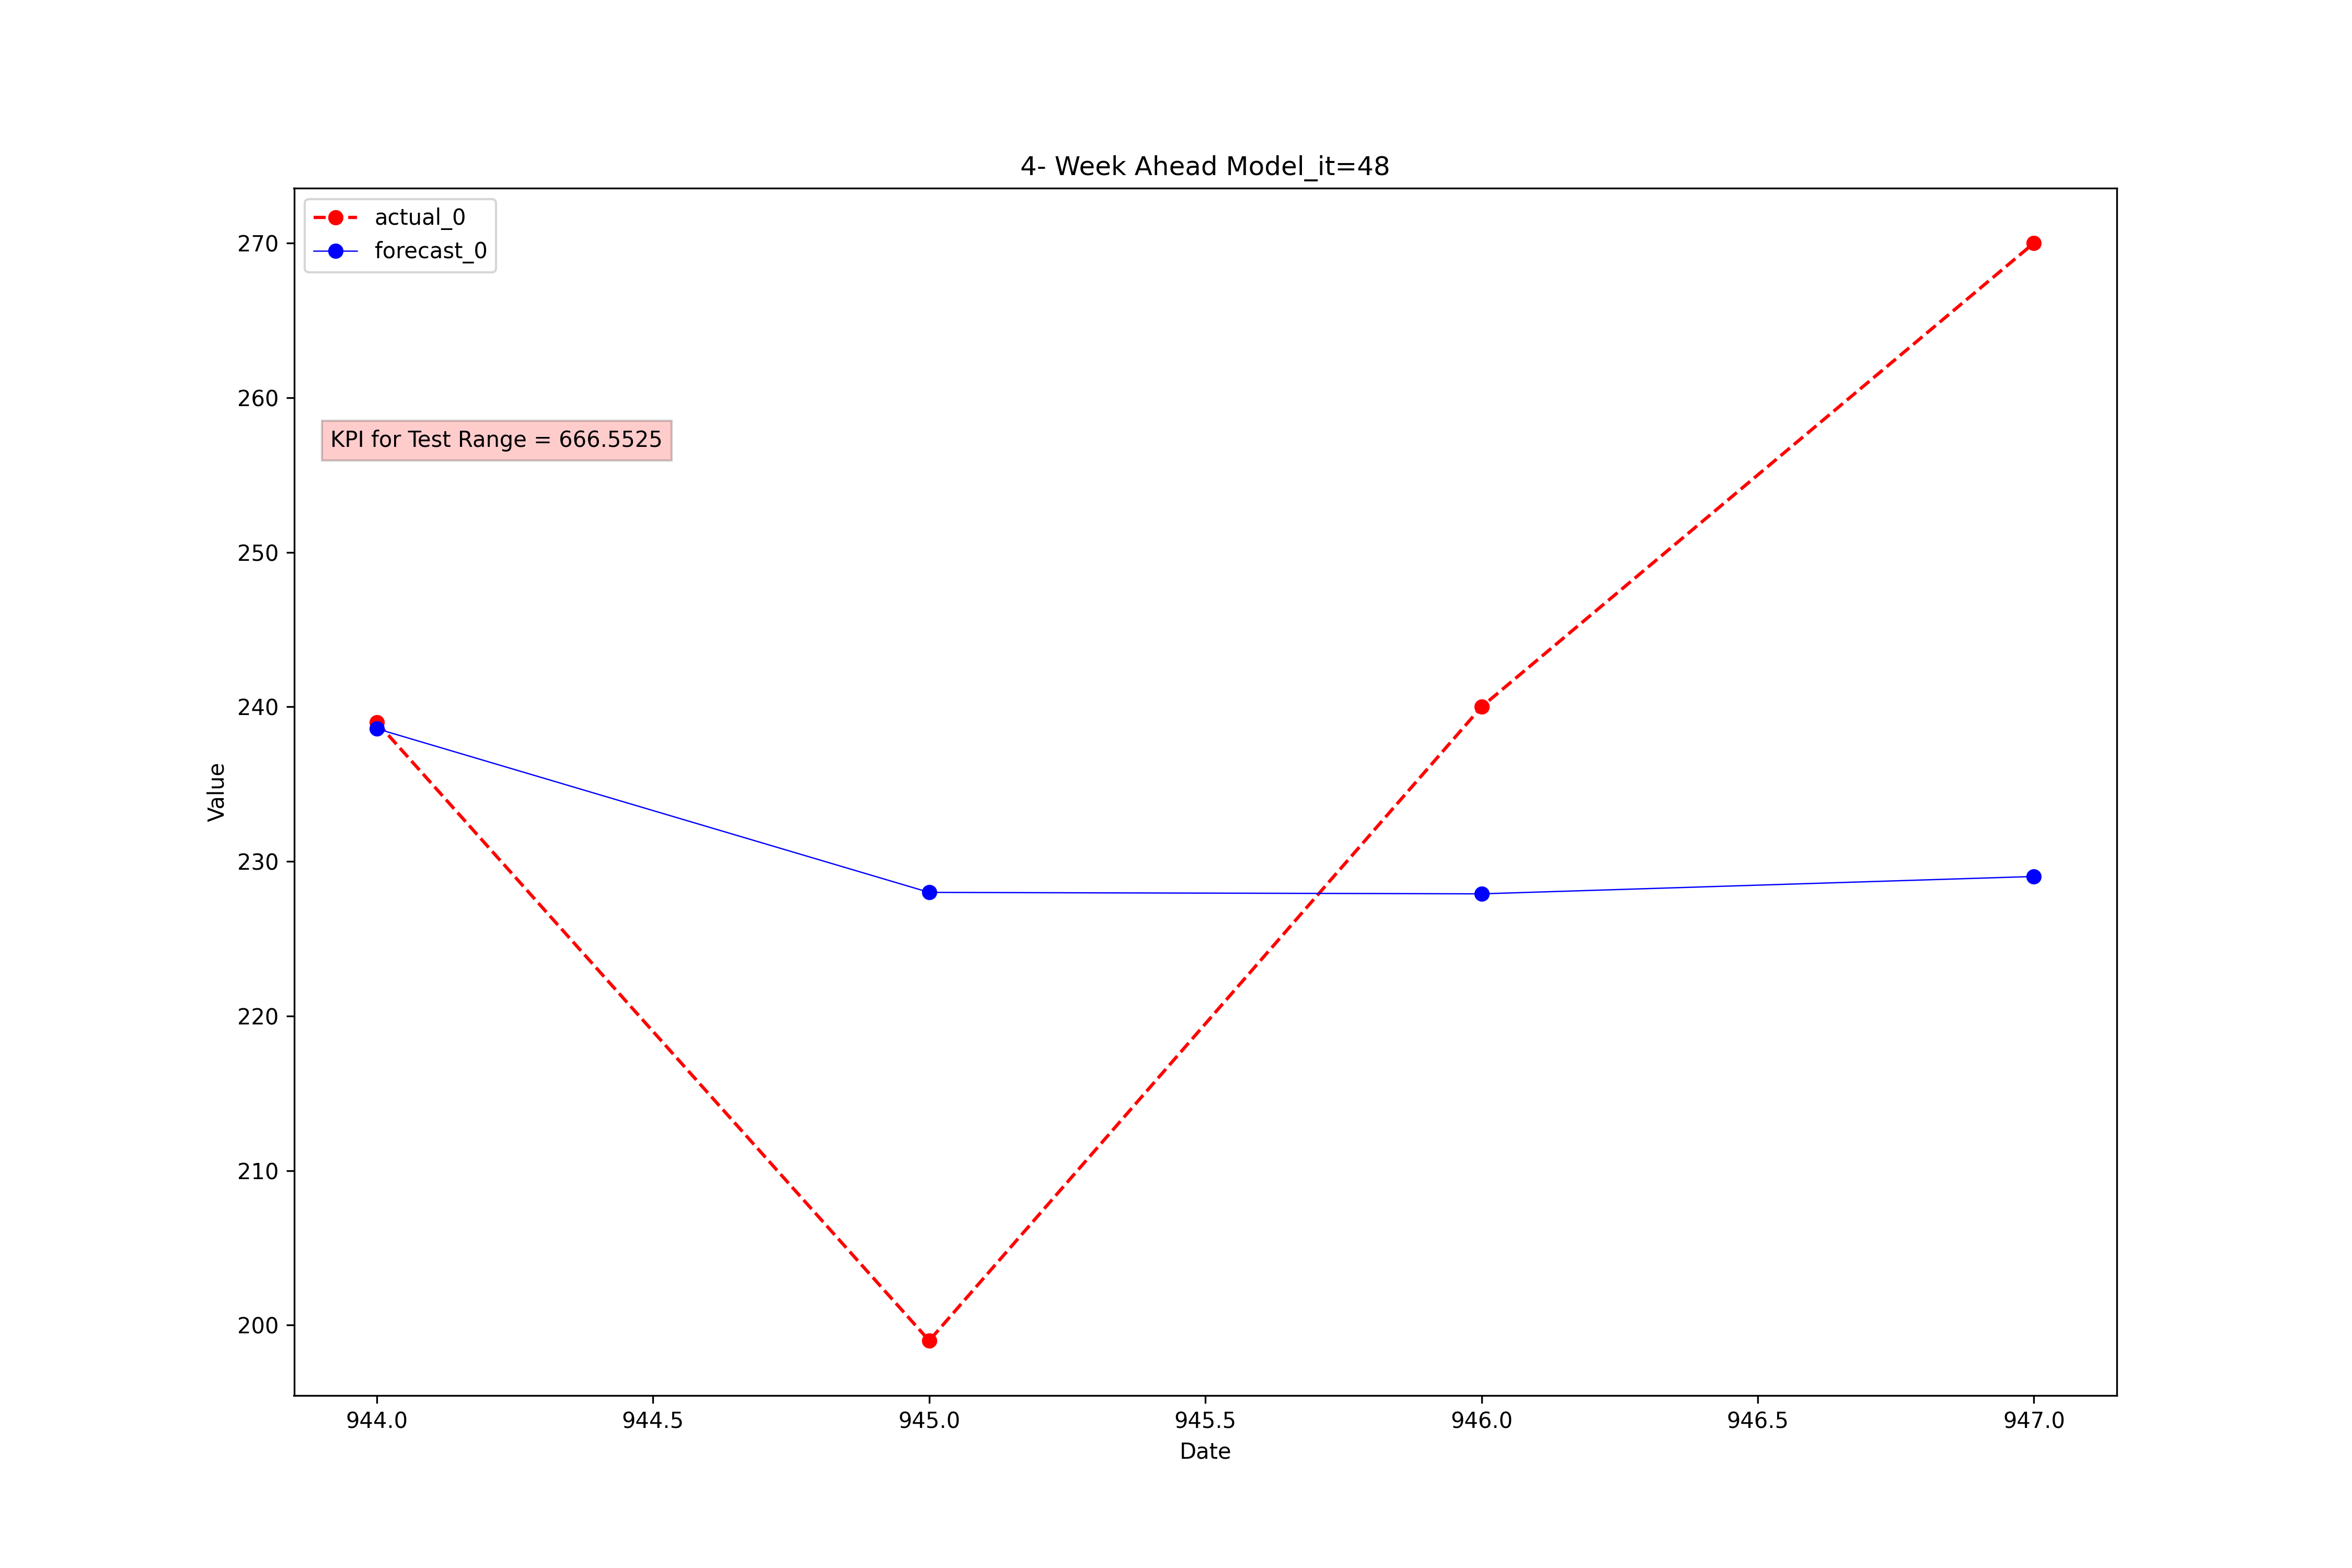 4- Week Ahead Model_it=48
actual_0
forecast_0
KPI for Test Range = 666.5525
270
260
250
240
230
220
210
200
Value
944.0 944.5 945.0 945.5 946.0 946.5 947.0
Date